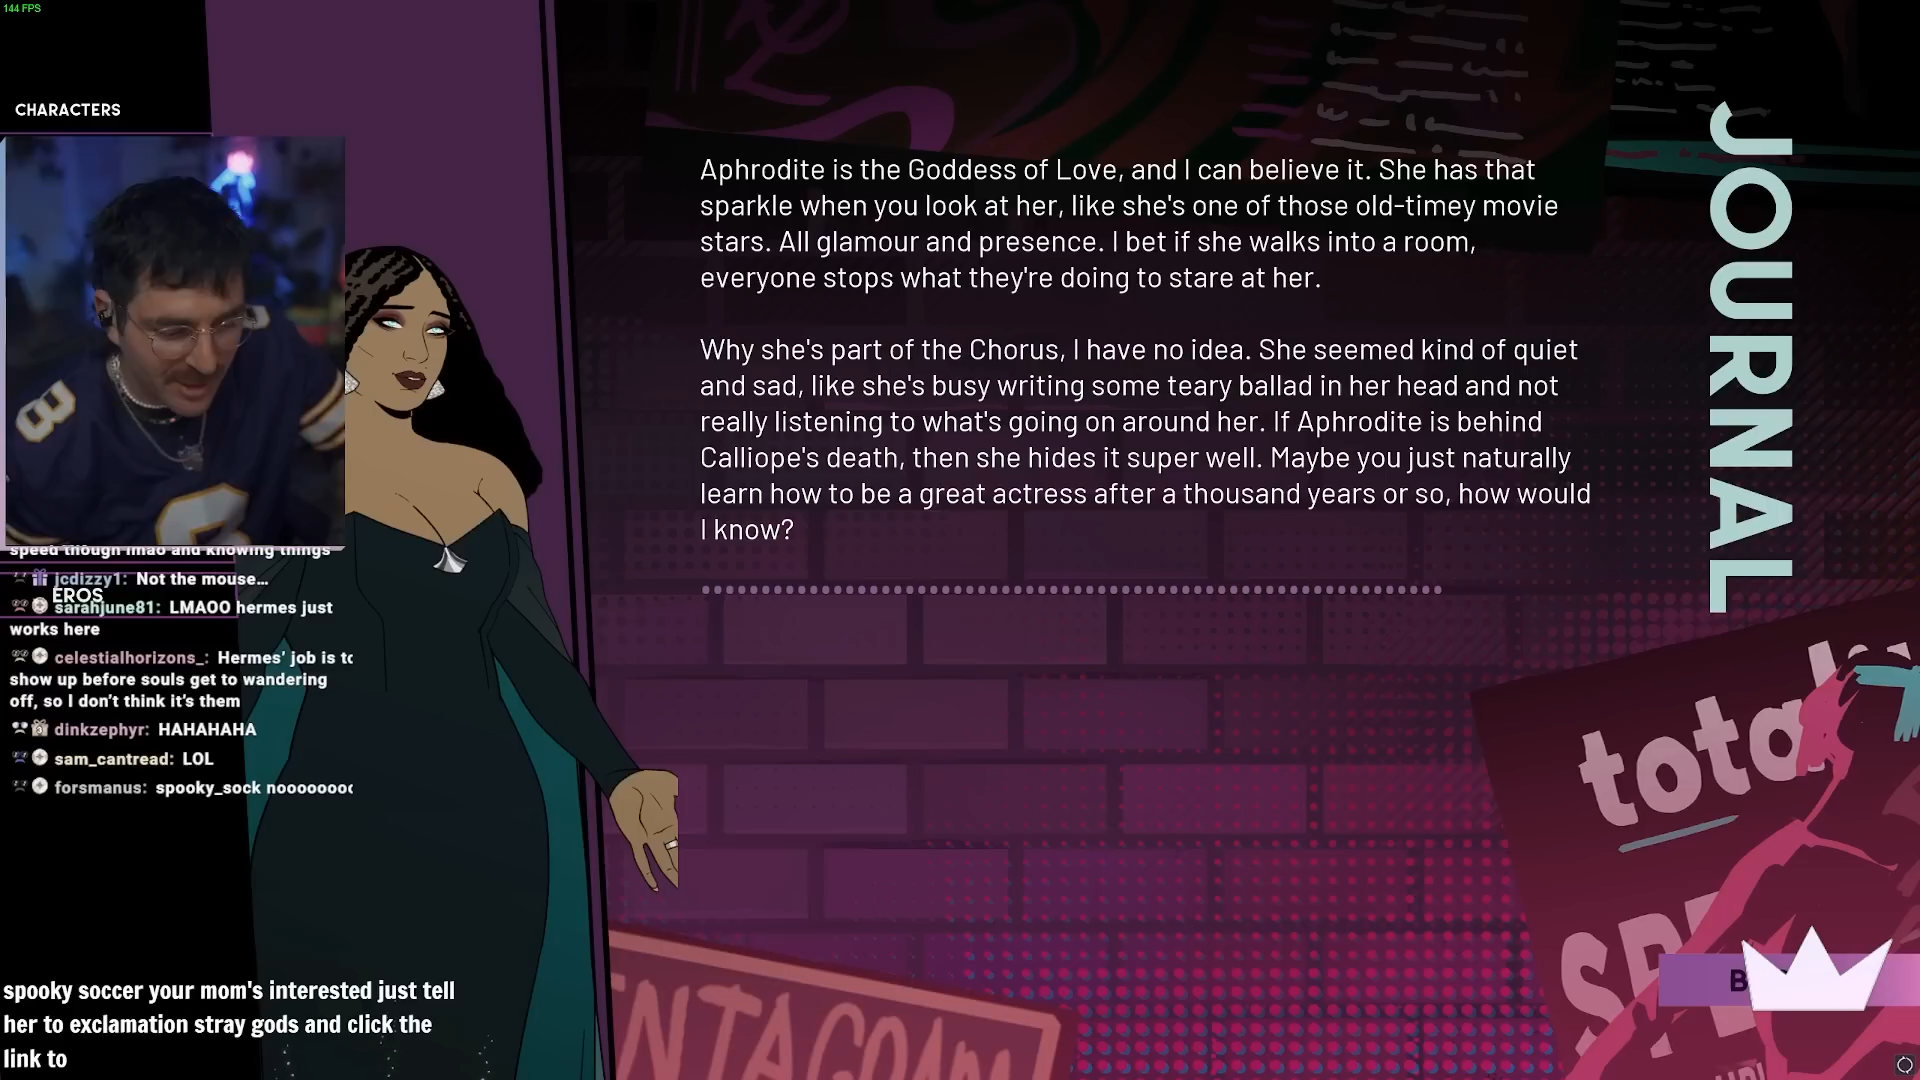 144 FPS
CHARACTERS
JOURNAL
Aphrodite is the Goddess of Love, and I can believe it. She has that
sparkle when you look at her, like she's one of those old-timey movie
stars. All glamour and presence. I bet if she walks into a room,
everyone stops what they're doing to stare at her.
Why she's part of the Chorus, I have no idea. She seemed kind of quiet
and sad, like she's busy writing some teary ballad in her head and not
really listening to what's going on around her. If Aphrodite is behind
Calliope's death, then she hides it super well. Maybe you just naturally
learn how to be a great actress after a thousand years or so, how would
I know?
speed though lmao and knowing things
jcdizzy1: Not the mouse...
EROS
sarahjune81: LMAOO hermes just
works here
celestialhorizons_: Hermes' job is to
show up before souls get to wandering
off, so I don't think it's them
dinkzephyr: HAHAHAHA
sam_cantread: LOL
forsmanus: spooky_sock noooooooo
spooky soccer your mom's interested just tell
her to exclamation stray gods and click the
link to